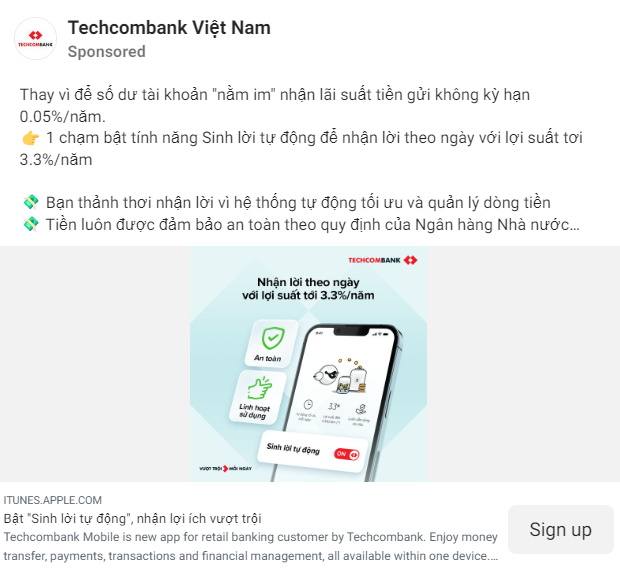 Techcombank Việt Nam
TECHCOMBANK
Sponsored
Thay vì để số dư tài khoản "nằm im" nhận lãi suất tiền gửi không kỳ hạn
0.05%/năm.
👉 1 chạm bật tính năng Sinh lời tự động để nhận lời theo ngày với lợi suất tơi
3.3%/năm
💸 Bạn thảnh thơi nhận lời vì hệ thống tự động tối ưu và quản lý dòng tiền
💸 Tiền luôn được đảm bảo an toàn theo quy định của Ngân hàng Nhà nước...
TECHCOMBANK
Nhận lời theo ngày
với lợi suất tới 3.3%/năm
An toàn
Linh hoạt
sử dụng
Sinh lời tự động
ON
VƯỢT TRỘI MỖI NGÀY
ITUNES.APPLE.COM
Bật "Sinh lời tự động", nhận lợi ích vượt trội
Techcombank Mobile is new app for retail banking customer by Techcombank. Enjoy money
transfer, payments, transactions and financial management, all available within one device....
Sign up